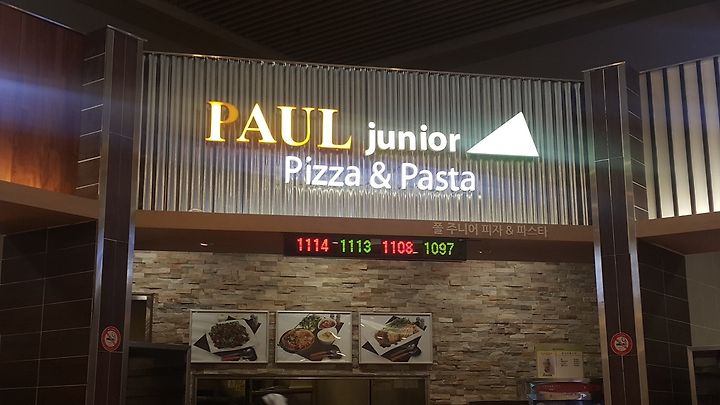 PAUL junior
Pizza & Pasta
폴 주니어 피자 & 파스타
1114 1113 1108 1097